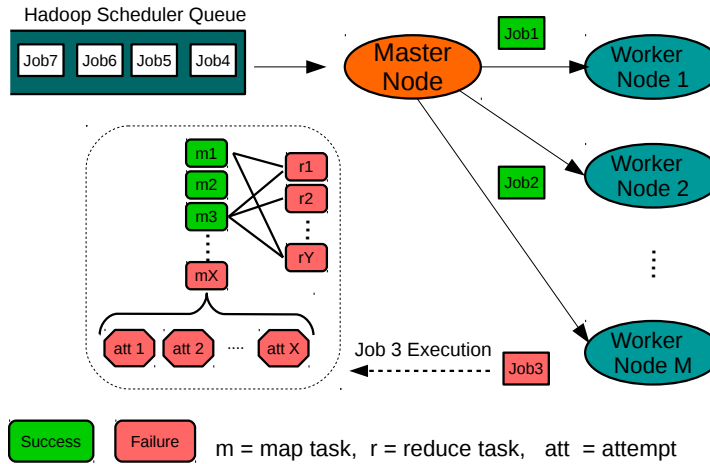 Hadoop Scheduler Queue
Job7 Job6 Job5 Job4
Master
Node
Job1
Worker
Node 1
Job2
Worker
Node 2
Worker
Node M
m1
m2
m3
mX
r1
r2
rY
att 1 att 2 att X
Job 3 Execution
Job3
Success Failure m = map task, r = reduce task, att = attempt